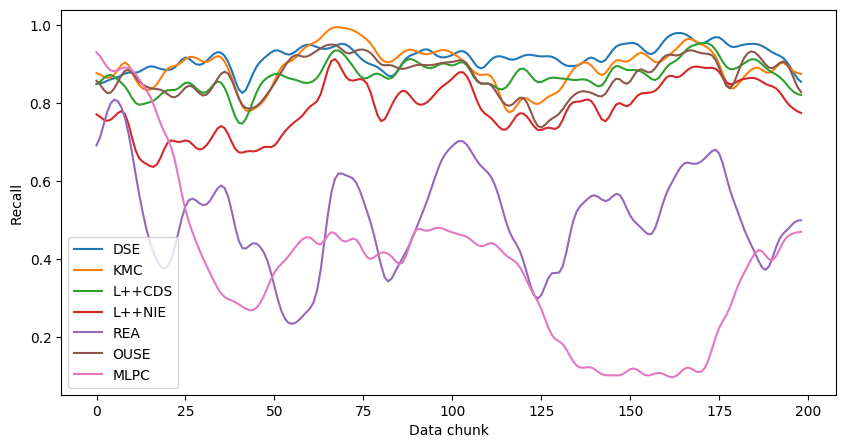 1.0
0.8
0.6
0.4
0.2
Recall
DSE
KMC
L++CDS
L++NIE
REA
OUSE
MLPC
0 25 50 75 100 125 150 175 200
Data chunk